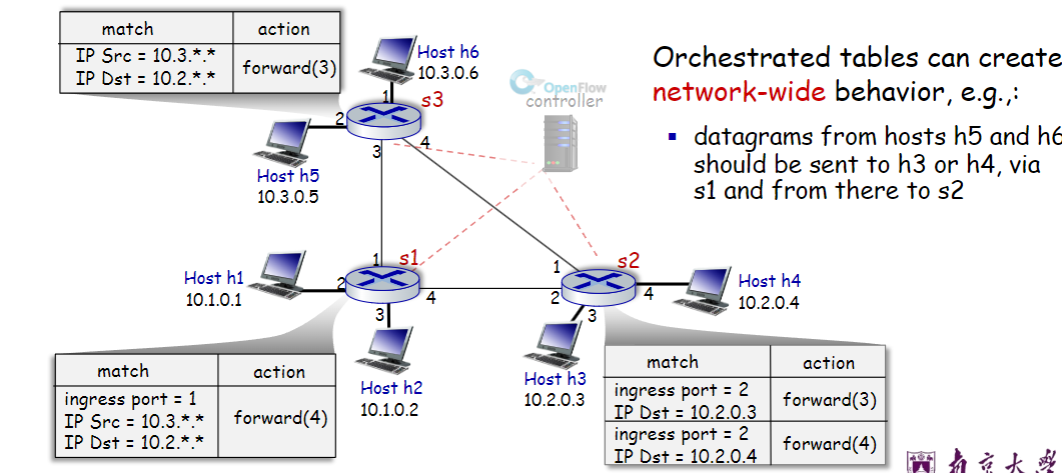 match action
IP Src = 10.3.*.*
IP Dst = 10.2.*.*
forward(3)
Host h6
10.3.0.6
OpenFlow
controller
Orchestrated tables can create
network-wide behavior, e.g.,:
▪ datagrams from hosts h5 and h6
should be sent to h3 or h4, via
s1 and from there to s2
1
s3
2
3
4
Host h5
10.3.0.5
1
s1
2
3
4
Host h1
10.1.0.1
Host h2
10.1.0.2
1
s2
2
3
4
Host h4
10.2.0.4
Host h3
10.2.0.3
match action
ingress port = 1
IP Src = 10.3.*.*
IP Dst = 10.2.*.*
forward(4)
match action
ingress port = 2
IP Dst = 10.2.0.3
forward(3)
ingress port = 2
IP Dst = 10.2.0.4
forward(4)
南京大学